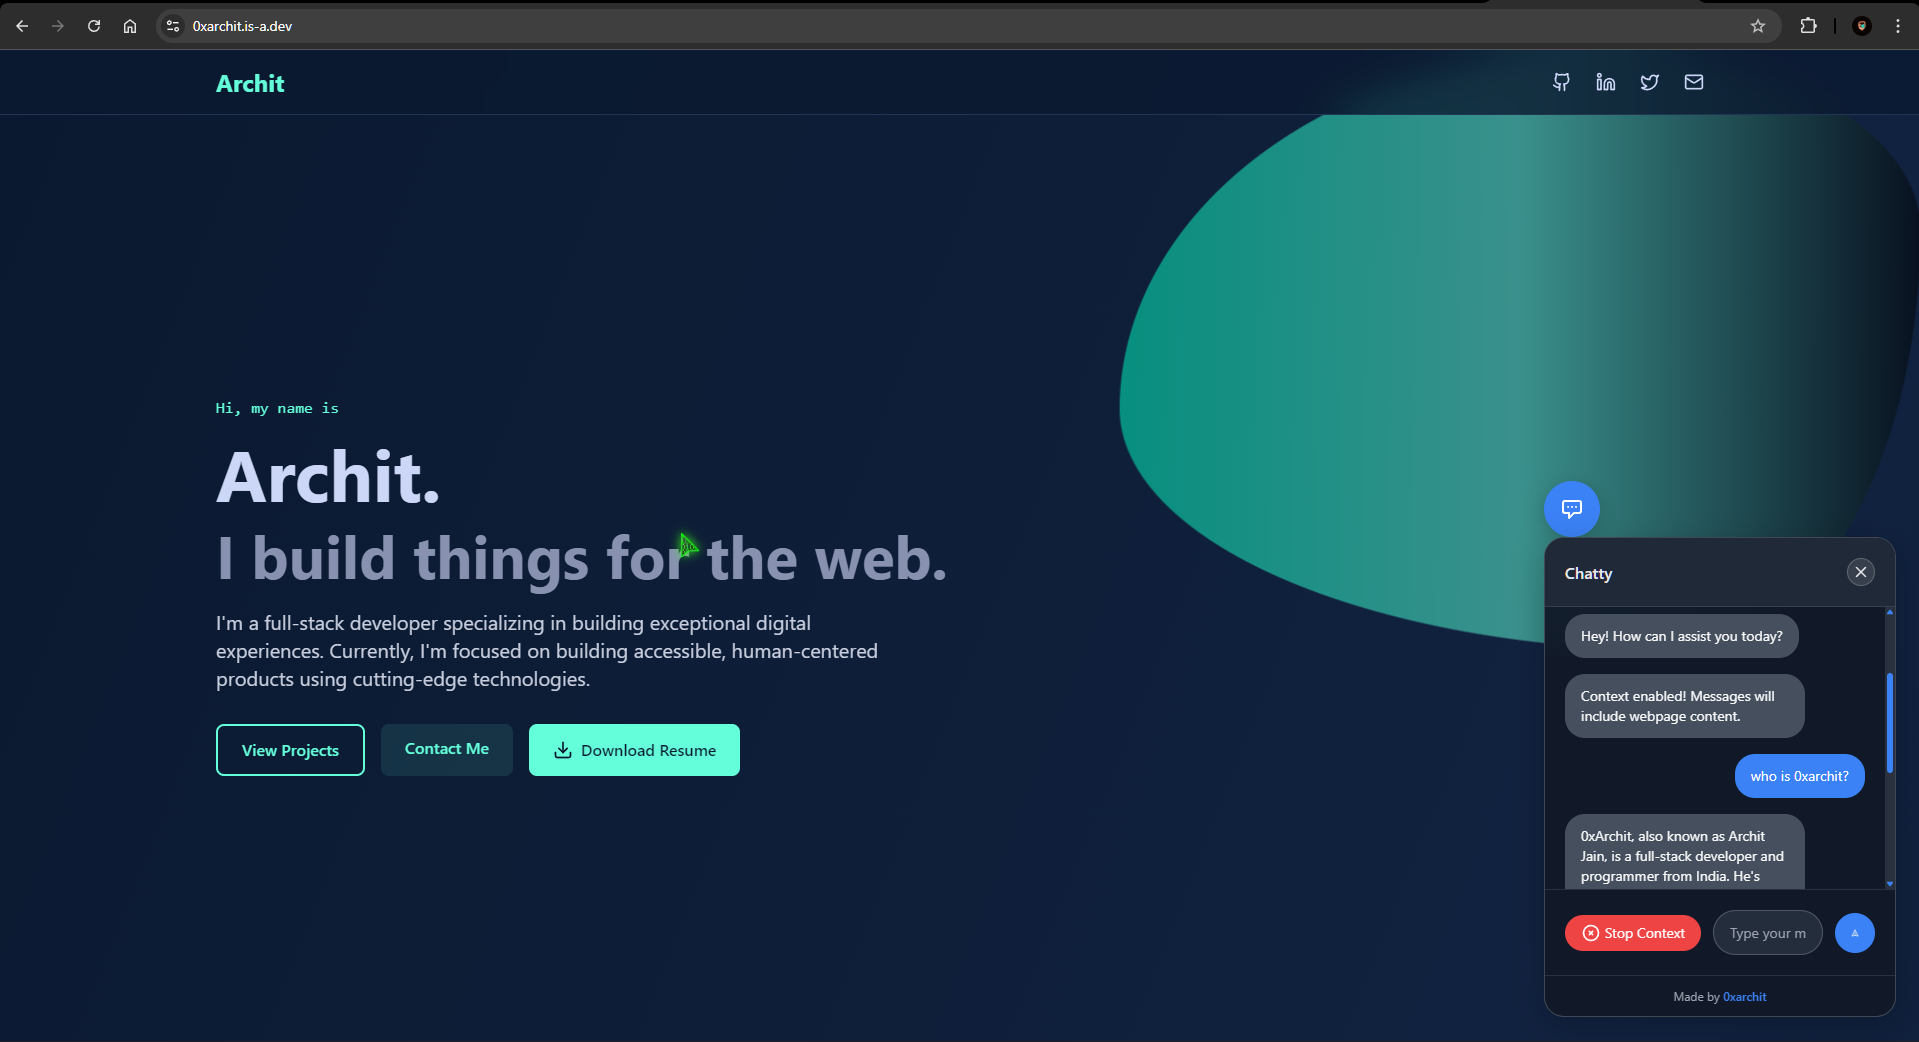 0xarchit.is-a.dev
Archit
Hi, my name is
Archit.
I build things for the web.
I'm a full-stack developer specializing in building exceptional digital
experiences. Currently, I'm focused on building accessible, human-centered
products using cutting-edge technologies.
View Projects
Contact Me
Download Resume
Chatty
Hey! How can I assist you today?
Context enabled! Messages will
include webpage content.
who is 0xarchit?
0xArchit, also known as Archit
Jain, is a full-stack developer and
programmer from India. He's
Stop Context
Type your m
Made by 0xarchit